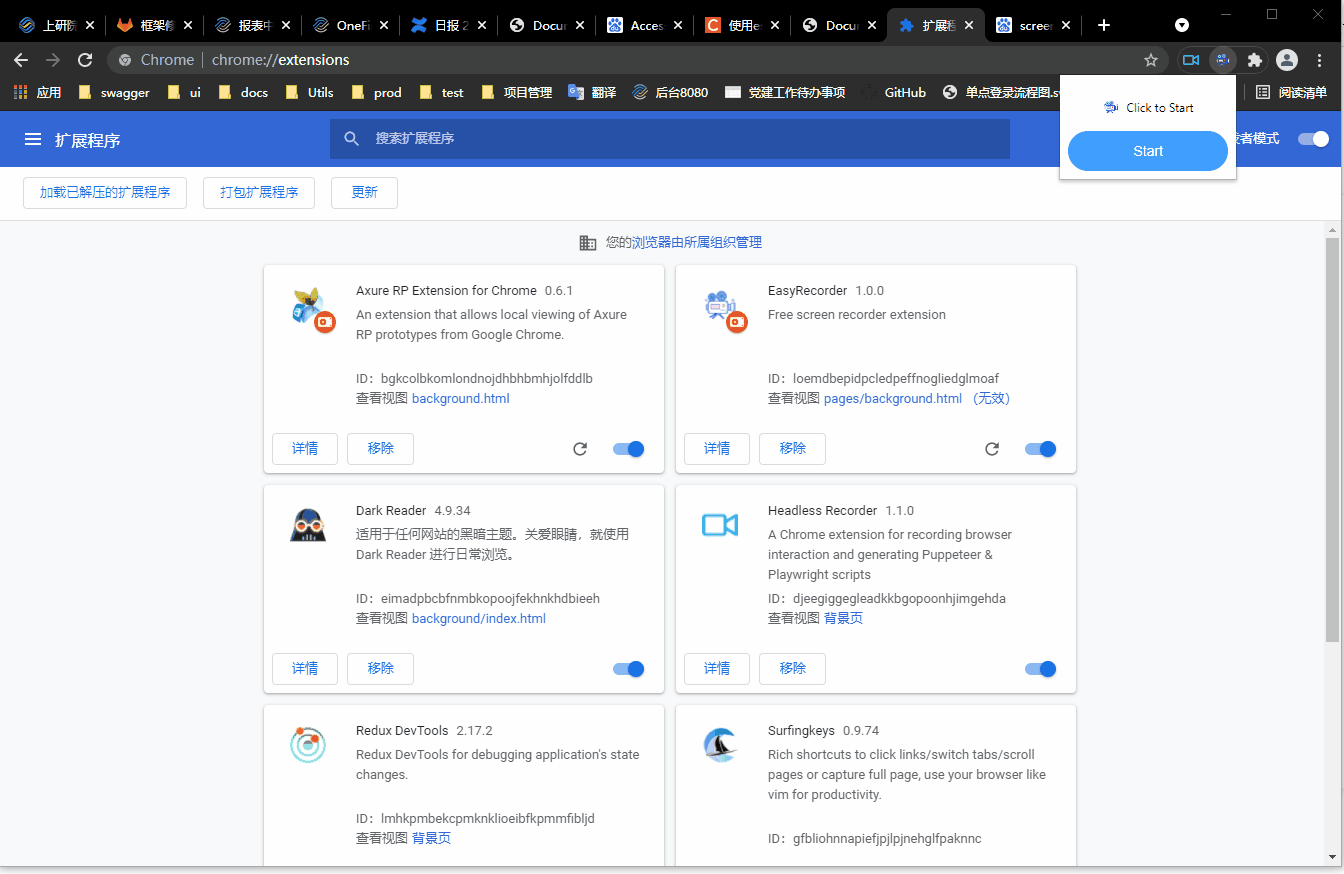 上研院
框架修
报表中
OneFi
日报 2
Docum
Acces
使用e
Docum
扩展程
screen
Chrome | chrome://extensions
应用 swagger ui docs Utils prod test 项目管理 翻译 后台8080 党建工作待办事项 GitHub 单点登录流程图.sv 阅读清单
Click to Start
Start
扩展程序 搜索扩展程序 发者模式
加载已解压的扩展程序 打包扩展程序 更新
您的浏览器由所属组织管理
Axure RP Extension for Chrome 0.6.1
An extension that allows local viewing of Axure
RP prototypes from Google Chrome.
ID：bgkcolbkomlondnojdhbhbmhjolfddlb
查看视图 background.html
详情 移除
EasyRecorder 1.0.0
Free screen recorder extension
ID：loemdbepidpcledpeffnogliedglmoaf
查看视图 pages/background.html （无效）
详情 移除
Dark Reader 4.9.34
适用于任何网站的黑暗主题。关爱眼睛，就使用
Dark Reader 进行日常浏览。
ID：eimadpbcbfnmbkopoojfekhnkhdbieeh
查看视图 background/index.html
详情 移除
Headless Recorder 1.1.0
A Chrome extension for recording browser
interaction and generating Puppeteer &
Playwright scripts
ID：djeegiggegleadkkbgopoonhjimgehda
查看视图 背景页
详情 移除
Redux DevTools 2.17.2
Redux DevTools for debugging application's state
changes.
ID：lmhkpmbekcpmknklioeibfkpmmfibljd
查看视图 背景页
Surfingkeys 0.9.74
Rich shortcuts to click links/switch tabs/scroll
pages or capture full page, use your browser like
vim for productivity.
ID：gfbliohnnapiefjpjlpjnehglfpaknnc